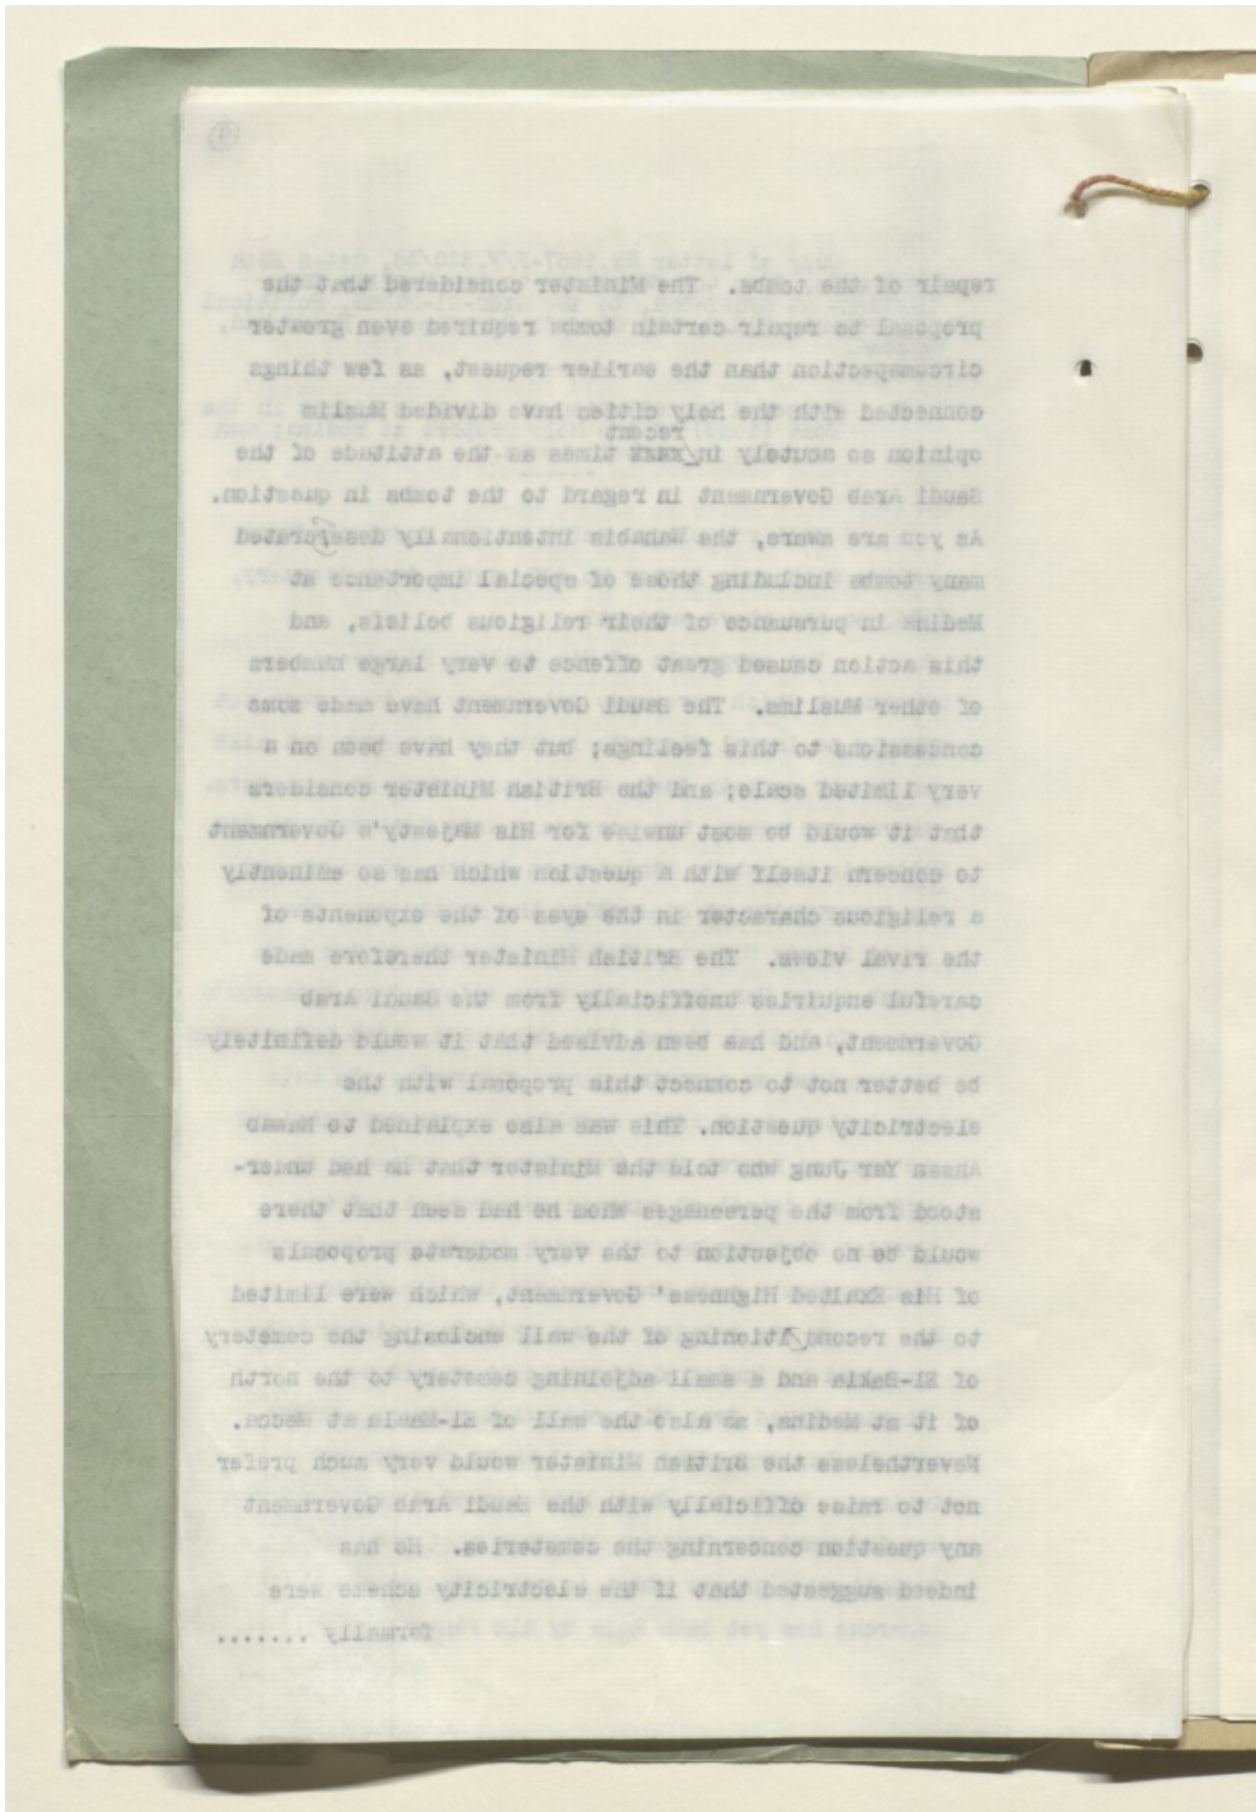 repair of the tombs. The Minister considered that the
proposal to repair certain tombs required even greater
circumspection than the earlier request, as few things
connected with the holy cities have divided Muslim
recent
opinion so acutely in times as the attitude of the
Saudi Arab Government in regard to the tombs in question.
As you are aware, the Wahabis intentionally desecrated
many tombs including those of especial importance at
Medina in pursuance of their religious beliefs, and
this action caused great offence to very large numbers
of other Muslims. The Saudi Government have made some
concessions to this feelings; but they have been on a
very limited scale; and the British Minister considers
that it would be most unwise for His Majesty's Government
to concern itself with a question which has so eminently
a religious character in the eyes of the exponents of
the rival views. The British Minister therefore made
careful enquiries unofficially from the Saudi Arab
Government, and has been advised that it would definitely
be better not to connect this proposal with the
electricity question. This was also explained to Nawab
Ahsan Yar Jung who told the Minister that he had under-
stood from the personages whom he had seen that there
would be no objection to the very moderate proposals
of His Exalted Highness' Government, which were limited
to the reconditioning of the wall enclosing the cemetery
of El-Bakia and a small adjoining cemetery to the north
of it at Medina, as also the wall of El-Maala at Mecca.
Nevertheless the British Minister would very much prefer
not to raise officially with the Saudi Arab Government
any question concerning the cemeteries. He has
indeed suggested that if the electricity scheme were
formally .......